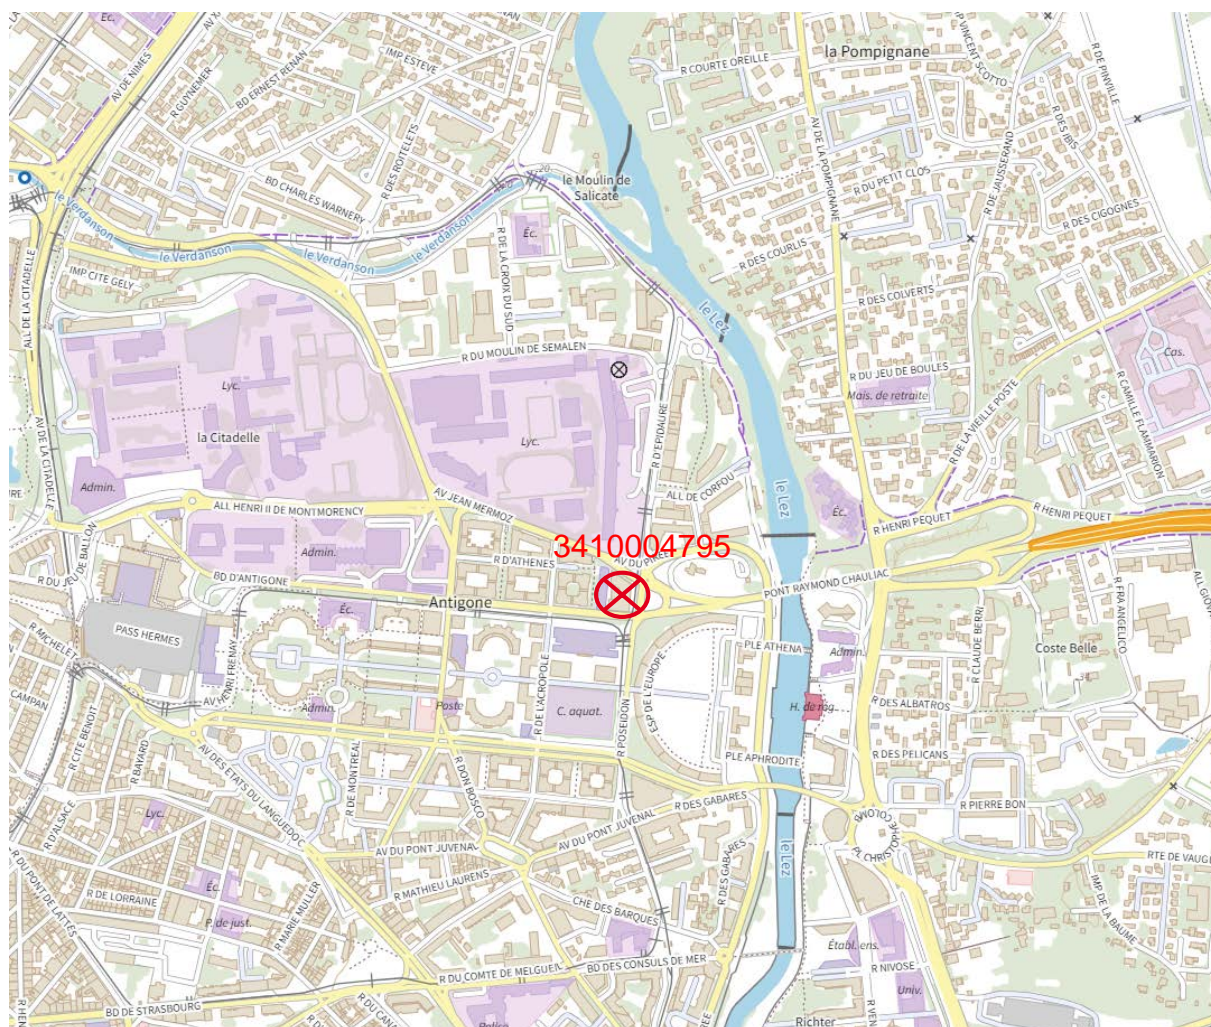 Éc.
AV DE NIMES
R GUYNEMER
BD ERNEST RENAN
IMP ESTEVE
R DES ROITELETS
BD CHARLES WARNERY
R COURTE OREILLE
la Pompignane
IMP VINCENT SCOTTO
R DE PINVILLE
R DES IBIS
R DE JAUSSERAND
AV DE LA POMPIGNANE
R DU PETIT CLOS
R DES CIGOGNES
le Moulin de
Salicate
Éc.
le Verdanson
le Verdanson
le Verdanson
le Verdanson
IMP CITE GELY
ALL DE LA CITADELLE
R DE LA CROIX DU SUD
R DES COURLIS
R DES COLVERTS
le Lez
R DU MOULIN DE SEMALEN
R DU JEU DE BOULES
Mais. de retraite
Cas.
R CAMILLE FLAMMARION
R DE LA VIEILLE POSTE
Lyc.
la Citadelle
Lyc.
R D'EPIDAURE
AV DE LA CITADELLE
Admin.
ALL HENRI II DE MONTMORENCY
AV JEAN MERMOZ
ALL DE CORFOU
le Lez
Éc.
R HENRI PEQUET
R HENRI PEQUET
R DU JEU DE BALLON
Admin.
R D'ATHENES
AV DU PIREE
3410004795
BD D'ANTIGONE
Antigone
PONT RAYMOND CHAULIAC
R FRA ANGELICO
R CLAUDE BERRI
Coste Belle
Éc.
PASS HERMES
R MICHELET
CAMPAN
AV HENRI FRENAY
PLE ATHENA
Admin.
ESP DE L'EUROPE
R DE L'ACROPOLE
R POSEIDON
C. aquat.
Poste
Admin.
R DES ALBATROS
R CITE BENOIT
R BAYARD
AV DES ETATS DU LANGUEDOC
R DE MONTREAL
R DON BOSCO
PLE APHRODITE
R DES PELICANS
R D'ALSACE
Lyc.
R DES GABARES
R PIERRE BON
AV DU PONT JUVENAL
AV DU PONT JUVENAL
PL CHRISTOPHE COLOMB
le Lez
RTE DE VAUGE
R DU PONT DE LATTES
R DE LORRAINE
Éc.
P. de just.
R MARIE MULLER
R MATHIEU LAURENS
CHE DES BARQUES
R DES GABARES
IMP DE LA BAUME
Établ. ens.
R DU COMTE DE MELGUEIL
BD DES CONSULS DE MER
R NIVOSE
Univ.
BD DE STRASBOURG
Richter